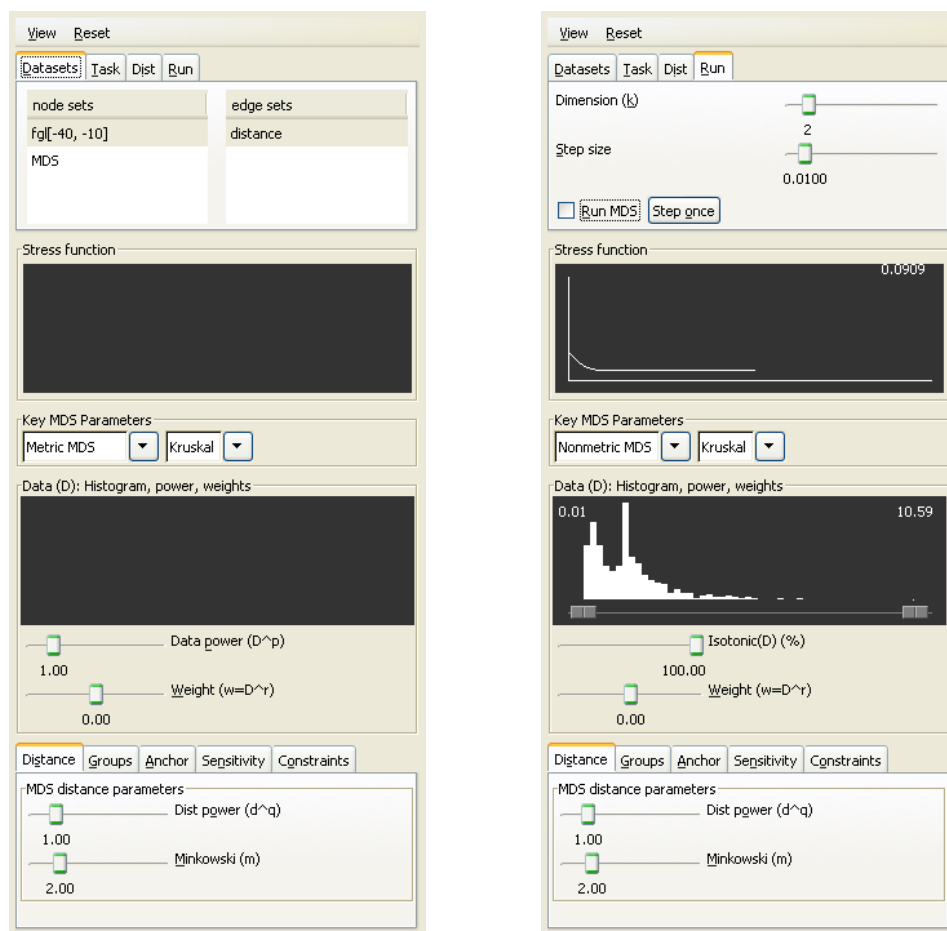 View Reset
Datasets Task Dist Run
node sets edge sets
fgl[-40, -10] distance
MDS
Stress function
Key MDS Parameters
Metric MDS Kruskal
Data (D): Histogram, power, weights
Data power (D^p)
1.00
Weight (w=D^r)
0.00
Distance Groups Anchor Sensitivity Constraints
MDS distance parameters
Dist power (d^q)
1.00
Minkowski (m)
2.00
View Reset
Datasets Task Dist Run
Dimension (k)
2
Step size
0.0100
Run MDS Step once
Stress function
0.0909
Key MDS Parameters
Nonmetric MDS Kruskal
Data (D): Histogram, power, weights
0.01 10.59
Isotonic(D) (%)
100.00
Weight (w=D^r)
0.00
Distance Groups Anchor Sensitivity Constraints
MDS distance parameters
Dist power (d^q)
1.00
Minkowski (m)
2.00